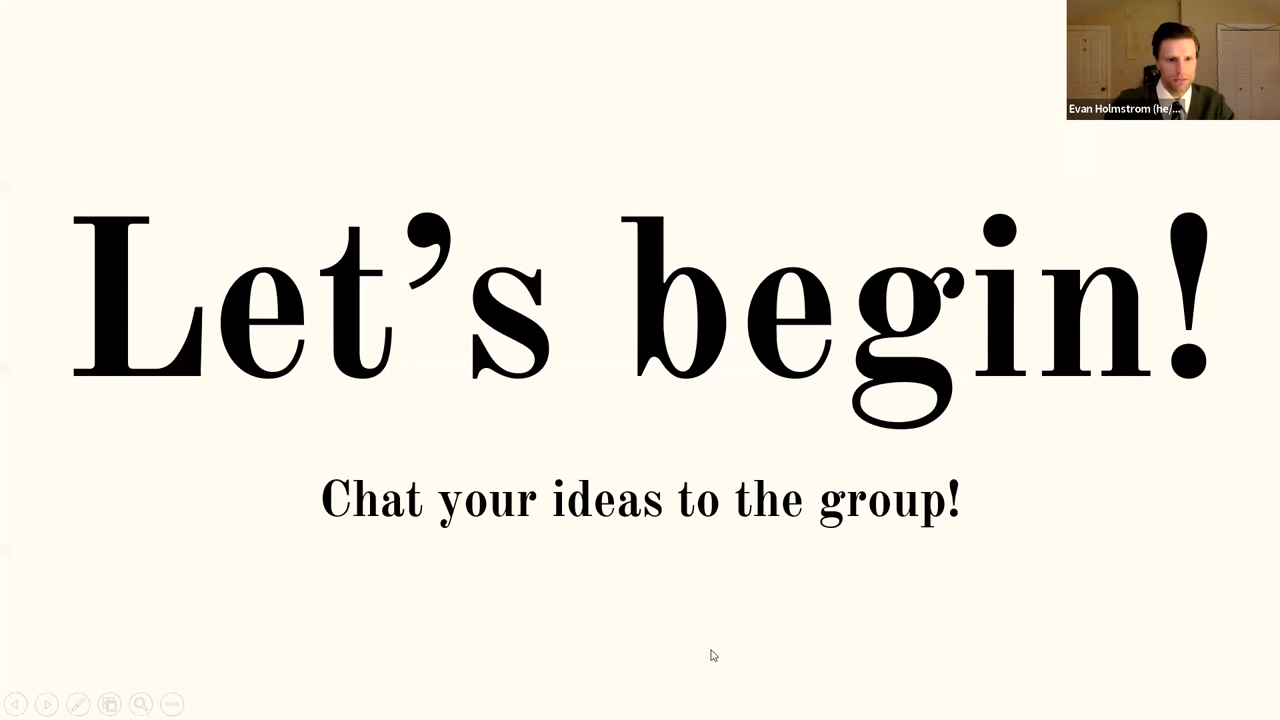 Evan Holmstrom (he/...
Let’s begin!
Chat your ideas to the group!